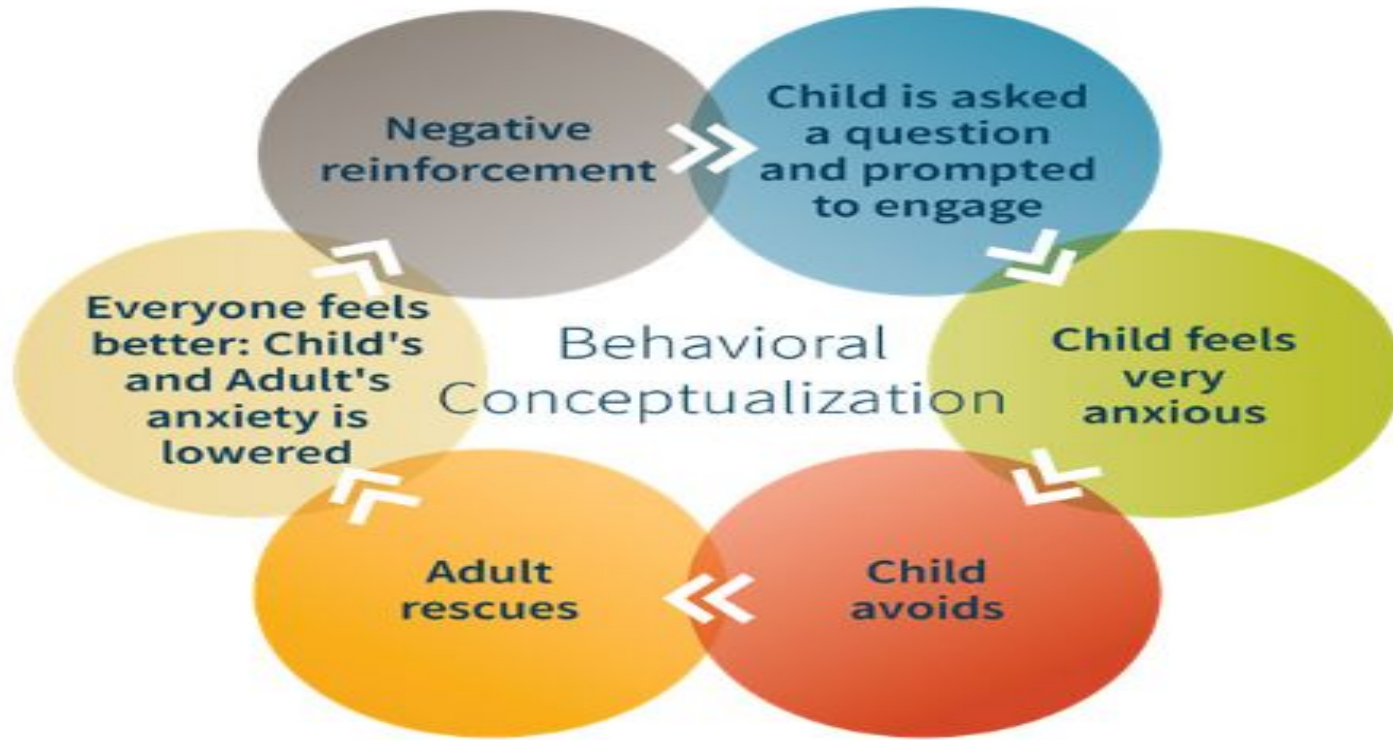 Negative
reinforcement
Child is asked
a question
and prompted
to engage
Child feels
very
anxious
Child
avoids
Adult
rescues
Everyone feels
better: Child's
and Adult's
anxiety is
lowered
Behavioral
Conceptualization